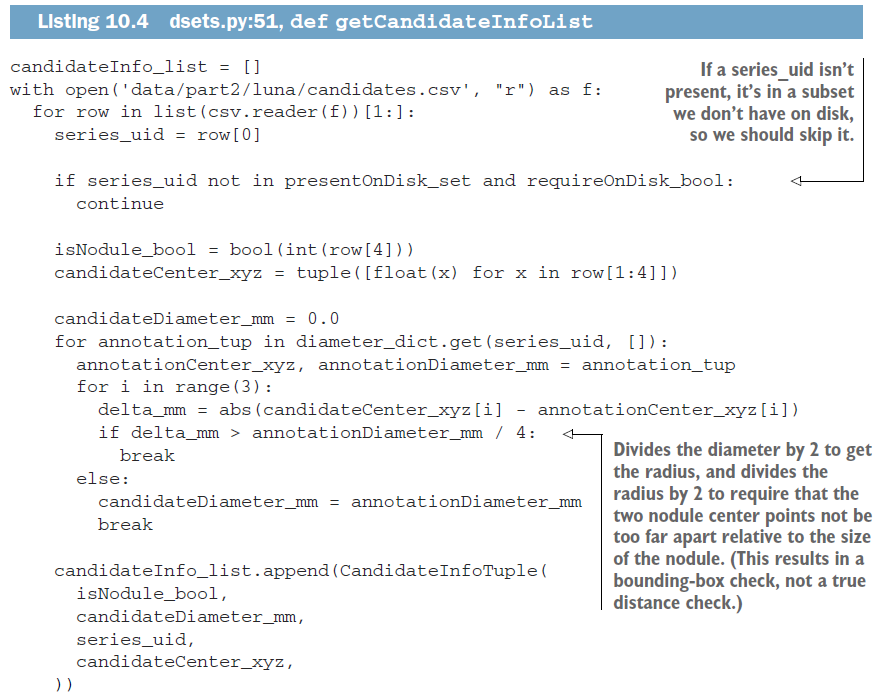 Listing 10.4 dsets.py:51, def getCandidateInfoList
candidateInfo_list = []
with open('data/part2/luna/candidates.csv', "r") as f:
  for row in list(csv.reader(f))[1:]:
    series_uid = row[0]
If a series_uid isn't
present, it's in a subset
we don't have on disk,
so we should skip it.
    if series_uid not in presentOnDisk_set and requireOnDisk_bool:
      continue
    isNodule_bool = bool(int(row[4]))
    candidateCenter_xyz = tuple([float(x) for x in row[1:4]])
    candidateDiameter_mm = 0.0
    for annotation_tup in diameter_dict.get(series_uid, []):
      annotationCenter_xyz, annotationDiameter_mm = annotation_tup
      for i in range(3):
        delta_mm = abs(candidateCenter_xyz[i] - annotationCenter_xyz[i])
        if delta_mm > annotationDiameter_mm / 4:
          break
      else:
        candidateDiameter_mm = annotationDiameter_mm
        break
Divides the diameter by 2 to get
the radius, and divides the
radius by 2 to require that the
two nodule center points not be
too far apart relative to the size
of the nodule. (This results in a
bounding-box check, not a true
distance check.)
    candidateInfo_list.append(CandidateInfoTuple(
      isNodule_bool,
      candidateDiameter_mm,
      series_uid,
      candidateCenter_xyz,
    ))